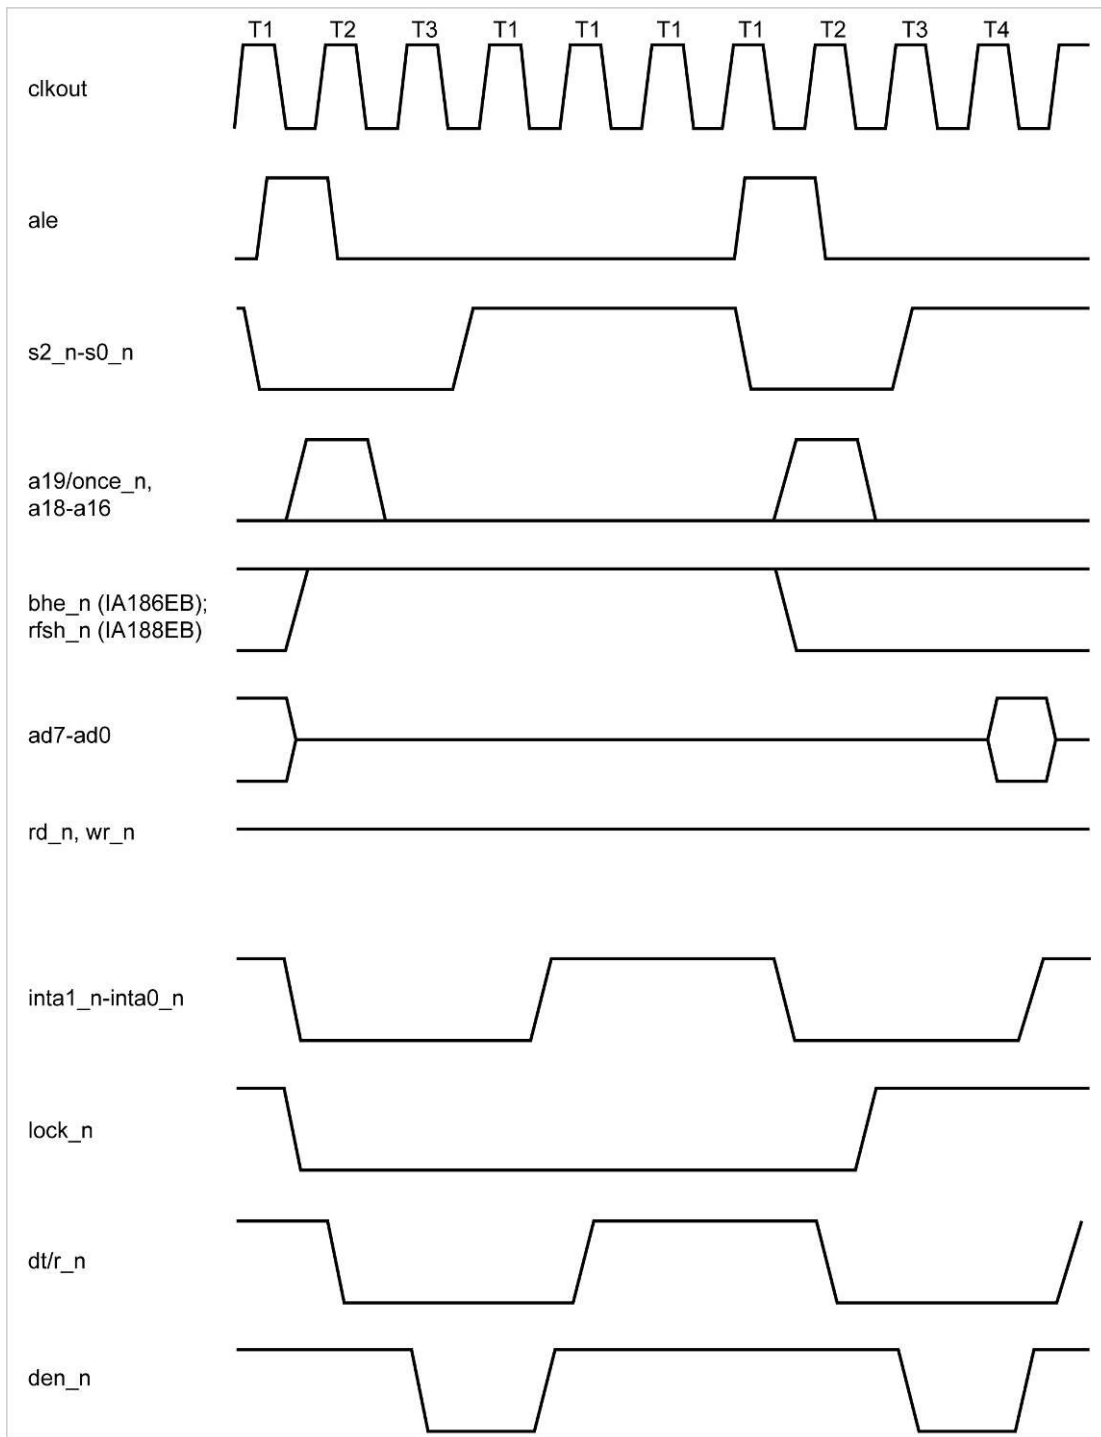 T1 T2 T3 T1 T1 T1 T1 T2 T3 T4
clkout
ale
s2_n-s0_n
a19/once_n,
a18-a16
bhe_n (IA186EB);
rfsh_n (IA188EB)
ad7-ad0
rd_n, wr_n
inta1_n-inta0_n
lock_n
dt/r_n
den_n